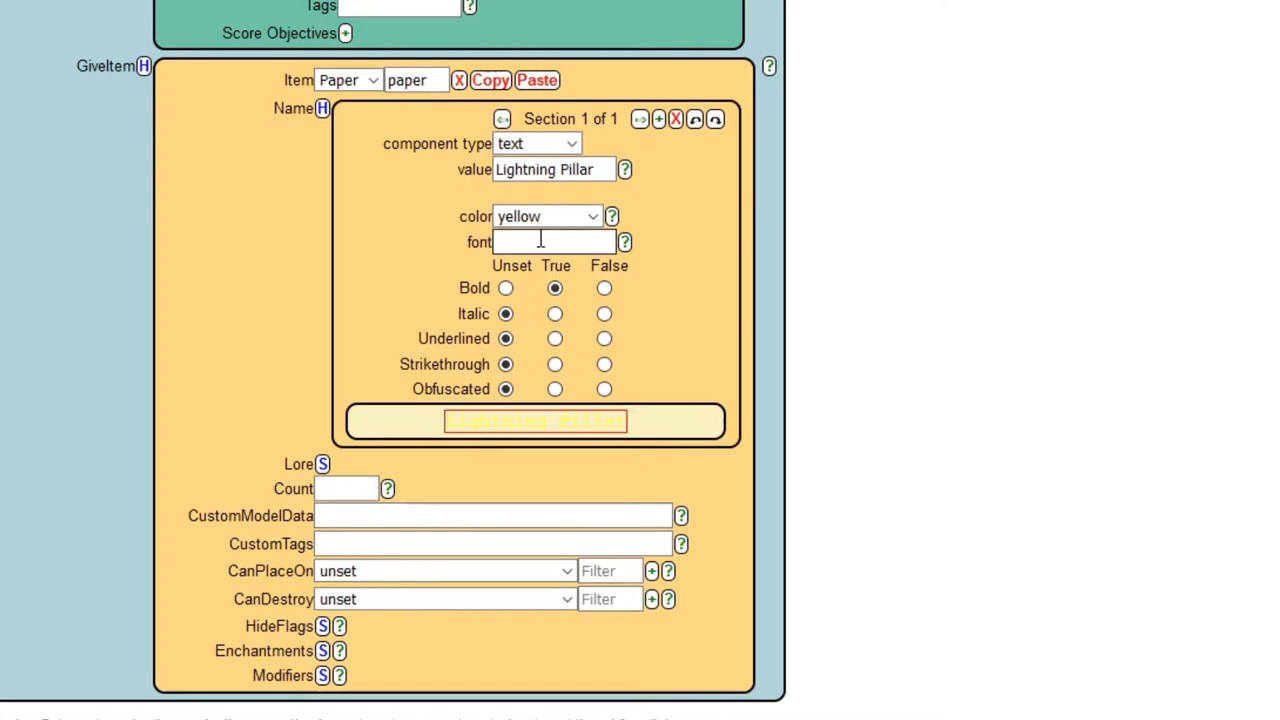 Tags ?
Score Objectives +
GiveItem H ?
Item Paper paper X Copy Paste
Name H
Section 1 of 1 + X
component type text
value Lightning Pillar ?
color yellow ?
font ?
Unset True False
Bold
Italic
Underlined
Strikethrough
Obfuscated
Lightning Pillar
Lore S
Count ?
CustomModelData ?
CustomTags ?
CanPlaceOn unset Filter + ?
CanDestroy unset Filter + ?
HideFlags S ?
Enchantments S ?
Modifiers S ?